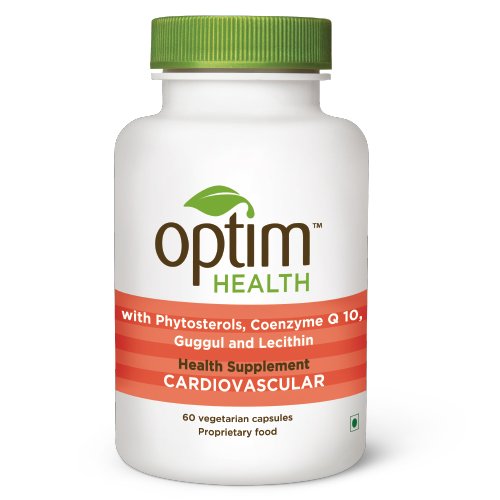 optim™
HEALTH
with Phytosterols, Coenzyme Q 10,
Guggul and Lecithin
Health Supplement
CARDIOVASCULAR
60 vegetarian capsules
Proprietary food